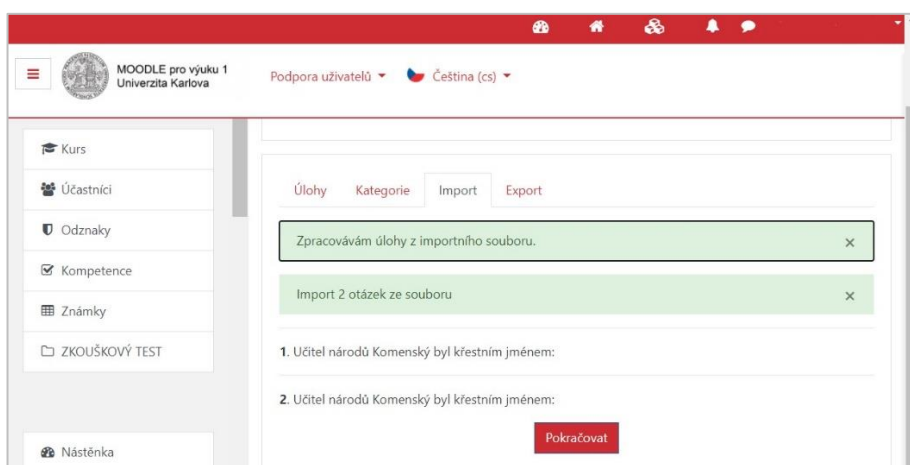 MOODLE pro výuku 1
Univerzita Karlova
Podpora uživatelů
Čeština (cs)
Kurs
Účastníci
Odznaky
Kompetence
Známky
ZKOUŠKOVÝ TEST
Nástěnka
Úlohy Kategorie Import Export
Zpracovávám úlohy z importního souboru. ×
Import 2 otázek ze souboru ×
1. Učitel národů Komenský byl křestním jménem:
2. Učitel národů Komenský byl křestním jménem:
Pokračovat